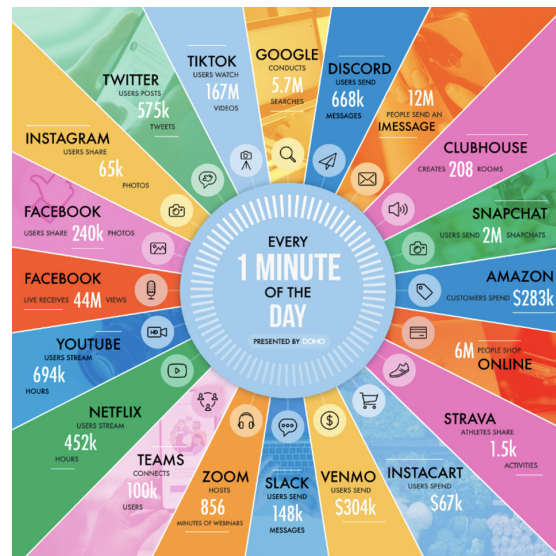 EVERY
1 MINUTE
OF THE
DAY
PRESENTED BY DOMO
GOOGLE
CONDUCTS
5.7M
SEARCHES
DISCORD
USERS SEND
668k
MESSAGES
12M
PEOPLE SEND AN
IMESSAGE
CLUBHOUSE
CREATES 208 ROOMS
SNAPCHAT
USERS SEND 2M SNAPCHATS
AMAZON
CUSTOMERS SPEND $283k
6M PEOPLE SHOP
ONLINE
STRAVA
ATHLETES SHARE
1.5k
ACTIVITIES
INSTACART
USERS SPEND
$67k
VENMO
USERS SEND
$304k
SLACK
USERS SEND
148k
MESSAGES
ZOOM
HOSTS
856
MINUTES OF WEBINARS
TEAMS
CONNECTS
100k
USERS
NETFLIX
USERS STREAM
452k
HOURS
YOUTUBE
USERS STREAM
694k
HOURS
FACEBOOK
LIVE RECEIVES 44M VIEWS
FACEBOOK
USERS SHARE 240k PHOTOS
INSTAGRAM
USERS SHARE
65k
PHOTOS
TWITTER
USERS POSTS
575k
TWEETS
TIKTOK
USERS WATCH
167M
VIDEOS